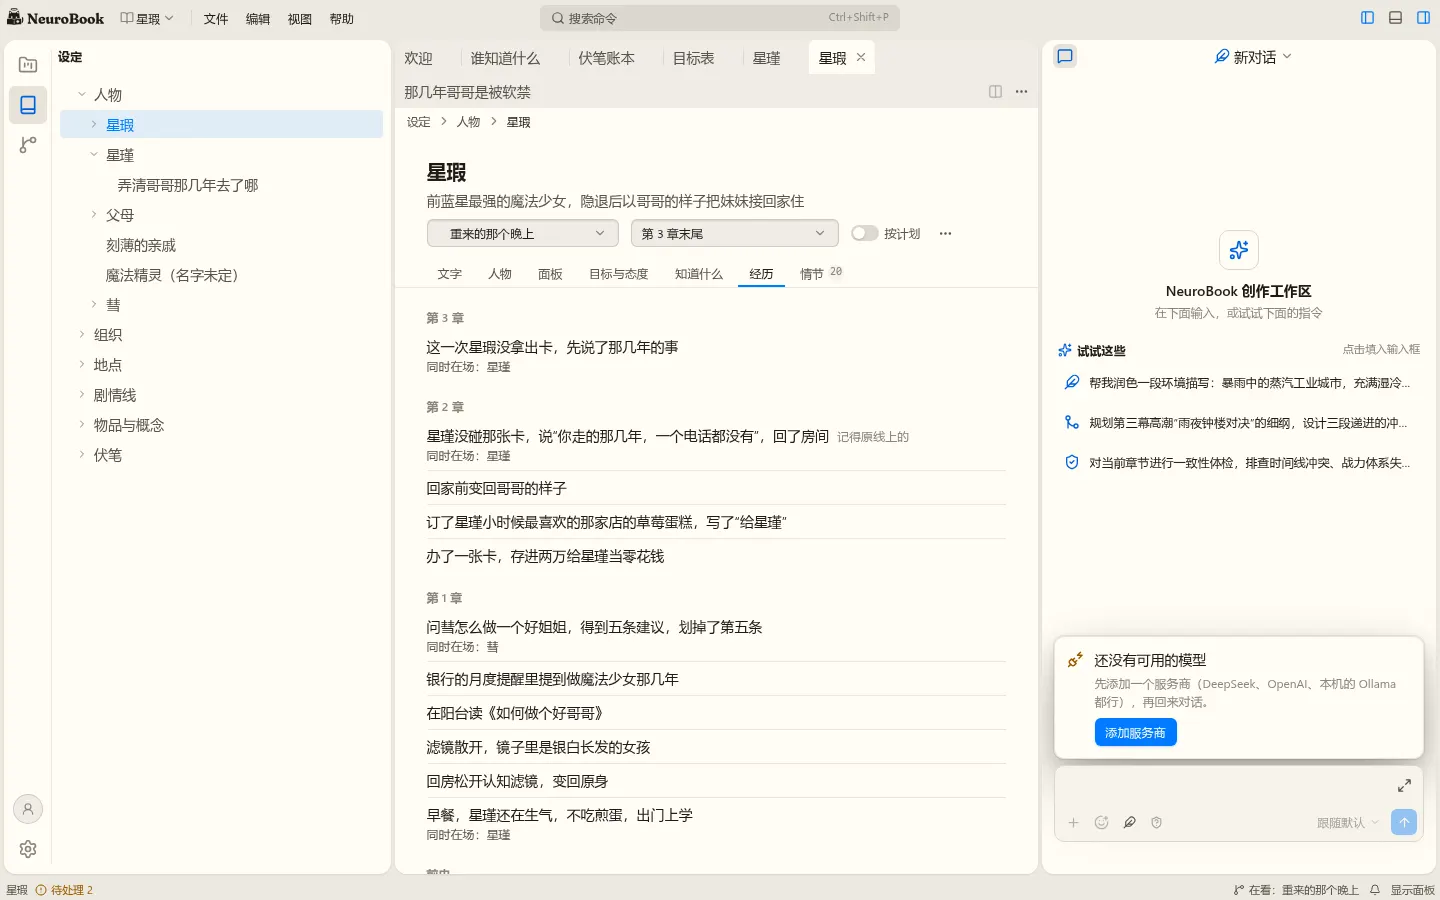 NeuroBook
星瑕
文件
编辑
视图
帮助
搜索命令
Ctrl+Shift+P
设定
人物
星瑕
星瑾
弄清哥哥那几年去了哪
父母
刻薄的亲戚
魔法精灵（名字未定）
彗
组织
地点
剧情线
物品与概念
伏笔
欢迎
谁知道什么
伏笔账本
目标表
星瑾
星瑕
那几年哥哥是被软禁
设定 > 人物 > 星瑕
星瑕
前蓝星最强的魔法少女，隐退后以哥哥的样子把妹妹接回家住
重来的那个晚上
第 3 章末尾
按计划
文字
人物
面板
目标与态度
知道什么
经历
情节 20
第 3 章
这一次星瑕没拿出卡，先说了那几年的事
同时在场：星瑾
第 2 章
星瑾没碰那张卡，说“你走的那几年，一个电话都没有”，回了房间 记得原线上的
同时在场：星瑾
回家前变回哥哥的样子
订了星瑾小时候最喜欢的那家店的草莓蛋糕，写了“给星瑾”
办了一张卡，存进两万给星瑾当零花钱
第 1 章
问彗怎么做一个好姐姐，得到五条建议，划掉了第五条
同时在场：彗
银行的月度提醒里提到做魔法少女那几年
在阳台读《如何做个好哥哥》
滤镜散开，镜子里是银白长发的女孩
回房松开认知滤镜，变回原身
早餐，星瑾还在生气，不吃煎蛋，出门上学
同时在场：星瑾
新对话
NeuroBook 创作工作区
在下面输入，或试试下面的指令
试试这些
点击填入输入框
帮我润色一段环境描写：暴雨中的蒸汽工业城市，充满湿冷...
规划第三幕高潮“雨夜钟楼对决”的细纲，设计三段递进的冲...
对当前章节进行一致性体检，排查时间线冲突、战力体系失...
还没有可用的模型
先添加一个服务商（DeepSeek、OpenAI、本机的 Ollama
都行），再回来对话。
添加服务商
跟随默认
星瑕
待处理 2
在看：重来的那个晚上
显示面板